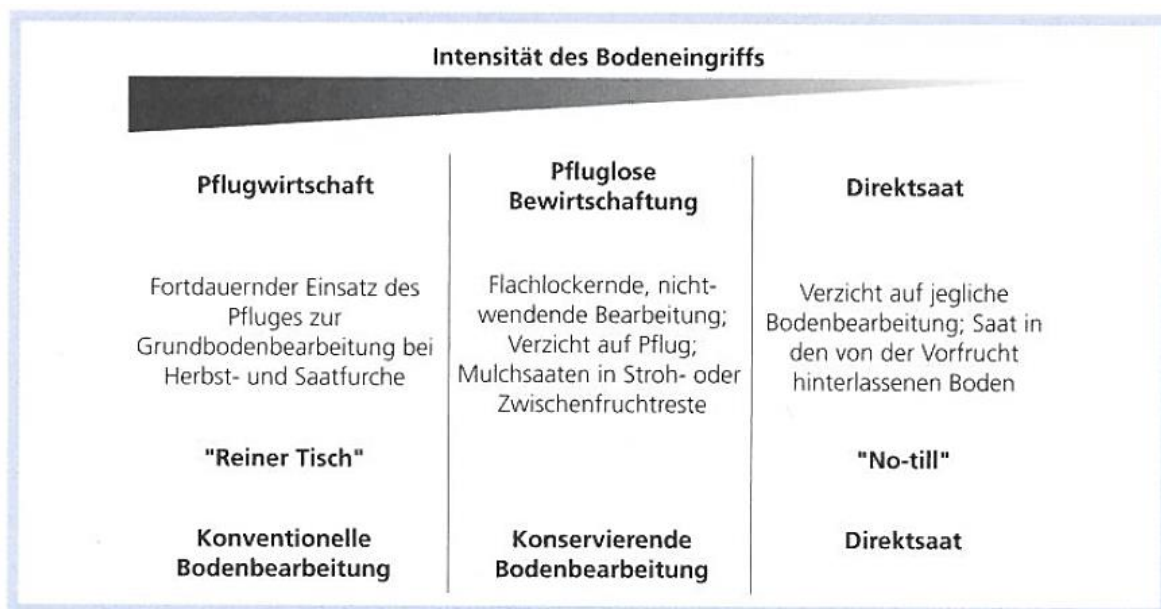 Intensität des Bodeneingriffs
Pflugwirtschaft
Fortdauernder Einsatz des
Pfluges zur
Grundbodenbearbeitung bei
Herbst- und Saatfurche
"Reiner Tisch"
Konventionelle
Bodenbearbeitung
Pfluglose
Bewirtschaftung
Flachlockernde, nicht-
wendende Bearbeitung;
Verzicht auf Pflug;
Mulchsaaten in Stroh- oder
Zwischenfruchtreste
Konservierende
Bodenbearbeitung
Direktsaat
Verzicht auf jegliche
Bodenbearbeitung; Saat in
den von der Vorfrucht
hinterlassenen Boden
"No-till"
Direktsaat